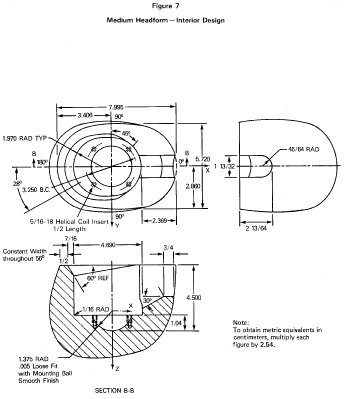 Figure 7
Medium Headform — Interior Design
7.995
3.406
90°
45°
1.970 RAD TYP
B
180°
B
0°
X
5.720
2.860
28°
3.250 B.C.
90°
Y
5/16-18 Helical Coil Insert
1/2 Length
2.369
46/64 RAD
1 13/32
2 13/64
7/16
4.690
3/4
Constant Width
throughout 56°
1/2
60° REF
1/16 RAD
X
30°
4.500
1.04
Z
1.375 RAD
.005 Loose Fit
with Mounting Ball
Smooth Finish
SECTION B-B
Note:
To obtain metric equivalents in
centimeters, multiply each
figure by 2.54.